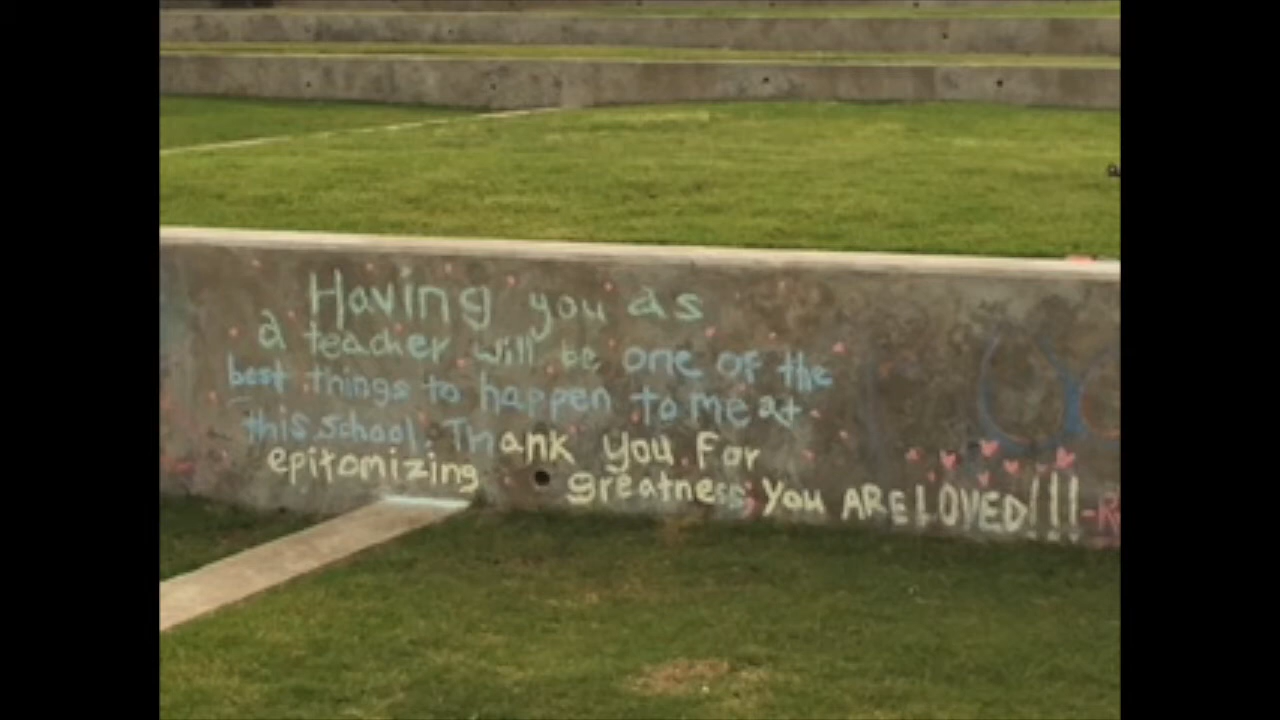 Having you as
a teacher will be one of the
best things to happen to me at
this school. Thank you For
epitomizing greatness; You ARE LOVED!!! -R